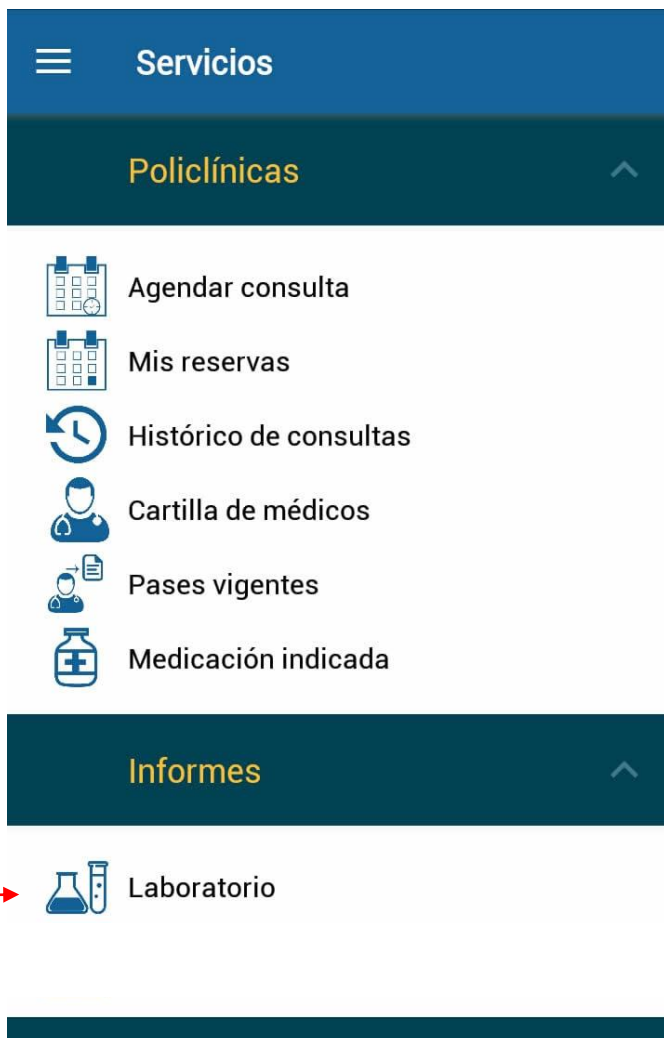 Servicios
Policlínicas
Agendar consulta
Mis reservas
Histórico de consultas
Cartilla de médicos
Pases vigentes
Medicación indicada
Informes
Laboratorio